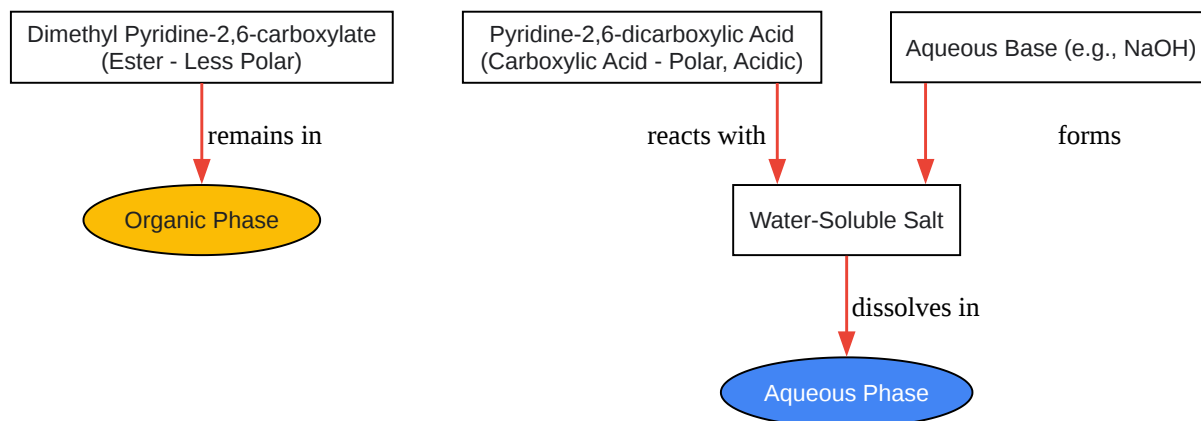 Dimethyl Pyridine-2,6-carboxylate
(Ester - Less Polar)
Pyridine-2,6-dicarboxylic Acid
(Carboxylic Acid - Polar, Acidic)
Aqueous Base (e.g., NaOH)
remains in
reacts with
forms
Organic Phase
Water-Soluble Salt
dissolves in
Aqueous Phase